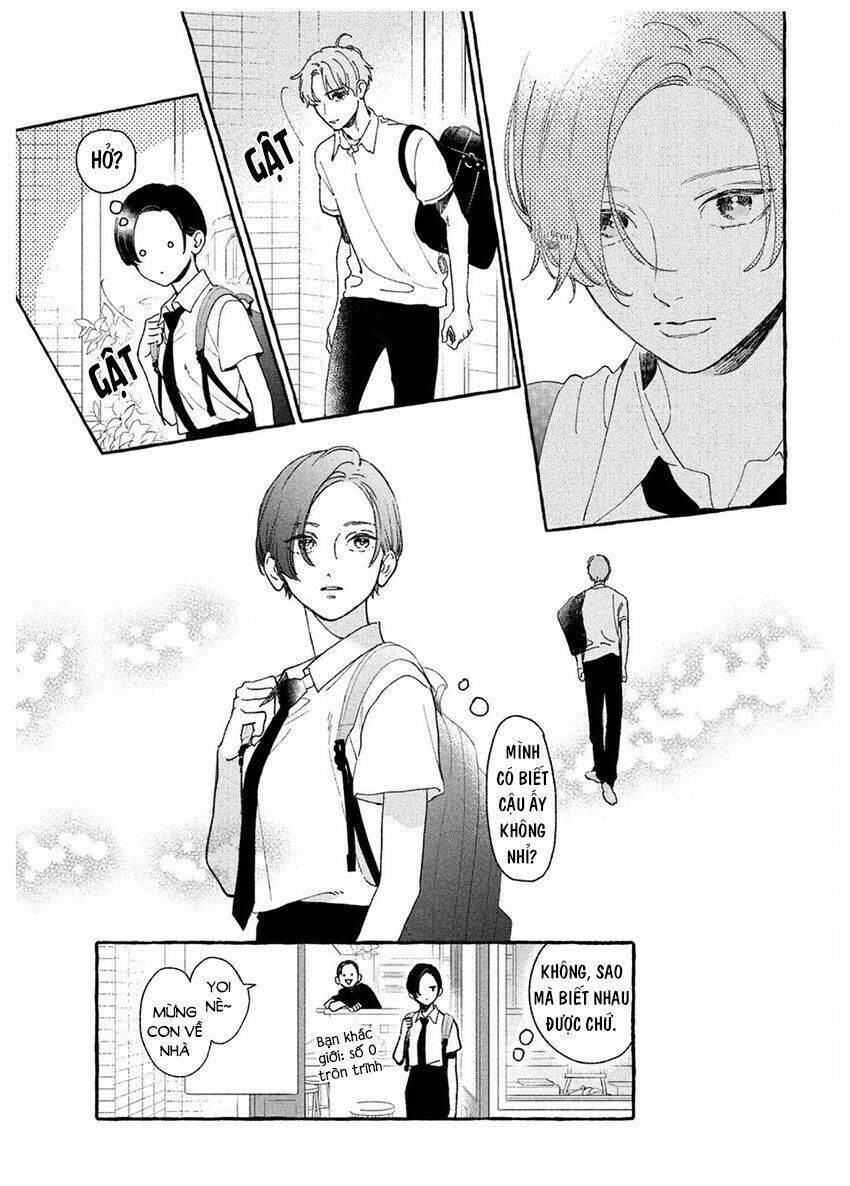 GẬT
HỞ?
GẬT
MÌNH
CÓ BIẾT
CẬU ẤY
KHÔNG
NHỈ?
KHÔNG, SAO
MÀ BIẾT NHAU
ĐƯỢC CHỨ.
YOI
NÈ~
MỪNG
CON VỀ
NHÀ
Bạn khác
giới: số 0
tròn trĩnh